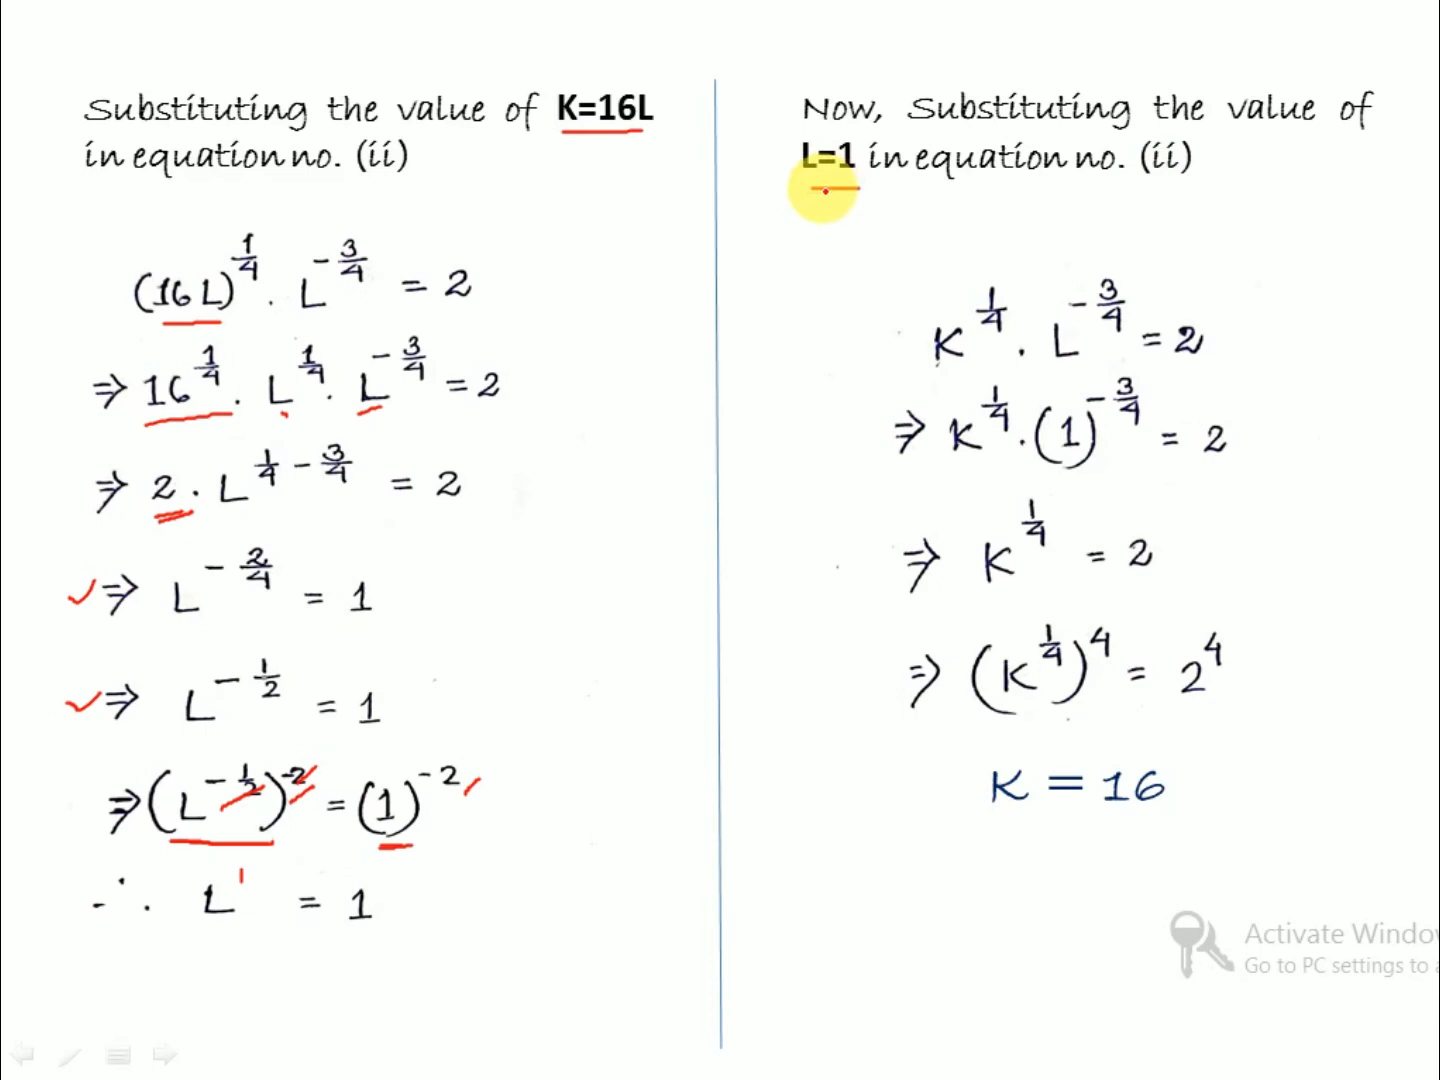 Substituting the value of K=16L
in equation no. (ii)
(16L)^{1/4} . L^{-3/4} = 2
⇒ 16^{1/4} . L^{1/4} . L^{-3/4} = 2
⇒ 2 . L^{1/4 - 3/4} = 2
✓⇒ L^{-2/4} = 1
✓⇒ L^{-1/2} = 1
⇒ (L^{-1/2})^{-2} = (1)^{-2}
∴ L^{1} = 1
Now, Substituting the value of
L=1 in equation no. (ii)
K^{1/4} . L^{-3/4} = 2
⇒ K^{1/4} . (1)^{-3/4} = 2
⇒ K^{1/4} = 2
⇒ (K^{1/4})^4 = 2^4
K = 16
Activate Windo
Go to PC settings to a